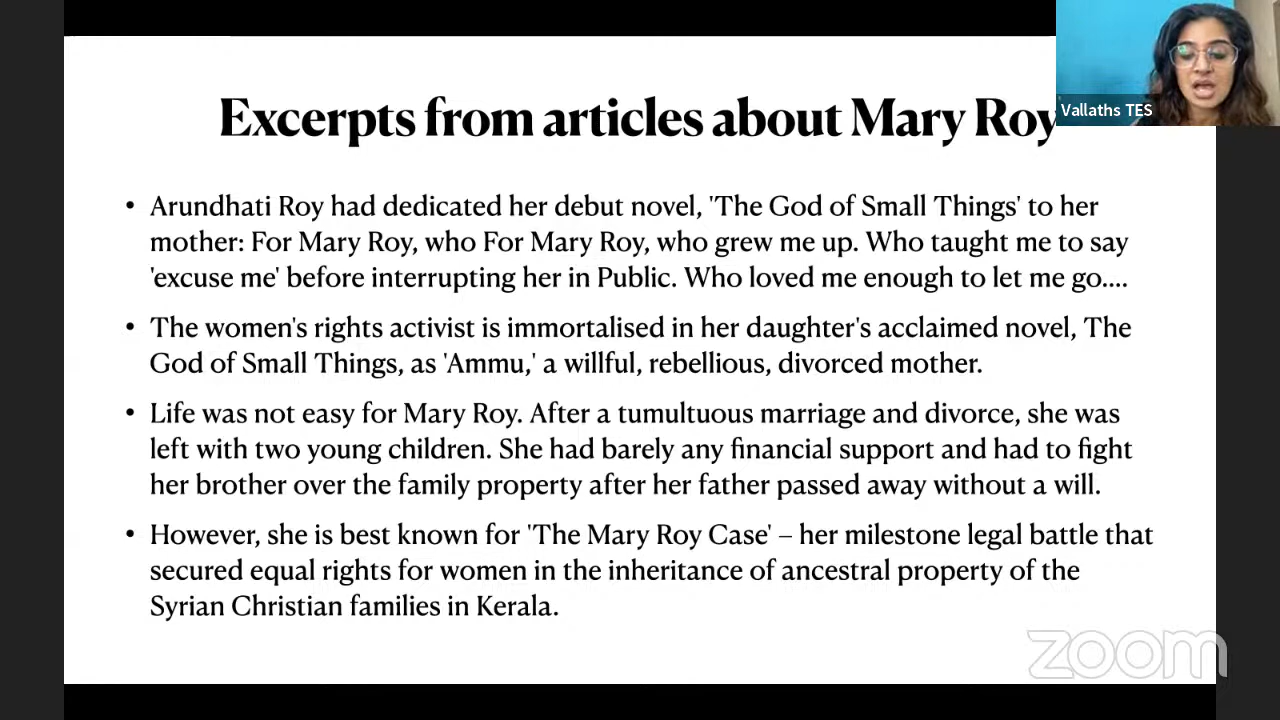 Excerpts from articles about Mary Roy
Vallaths TES
• Arundhati Roy had dedicated her debut novel, 'The God of Small Things' to her
mother: For Mary Roy, who For Mary Roy, who grew me up. Who taught me to say
'excuse me' before interrupting her in Public. Who loved me enough to let me go....
• The women's rights activist is immortalised in her daughter's acclaimed novel, The
God of Small Things, as 'Ammu,' a willful, rebellious, divorced mother.
• Life was not easy for Mary Roy. After a tumultuous marriage and divorce, she was
left with two young children. She had barely any financial support and had to fight
her brother over the family property after her father passed away without a will.
• However, she is best known for 'The Mary Roy Case' – her milestone legal battle that
secured equal rights for women in the inheritance of ancestral property of the
Syrian Christian families in Kerala.
zoom